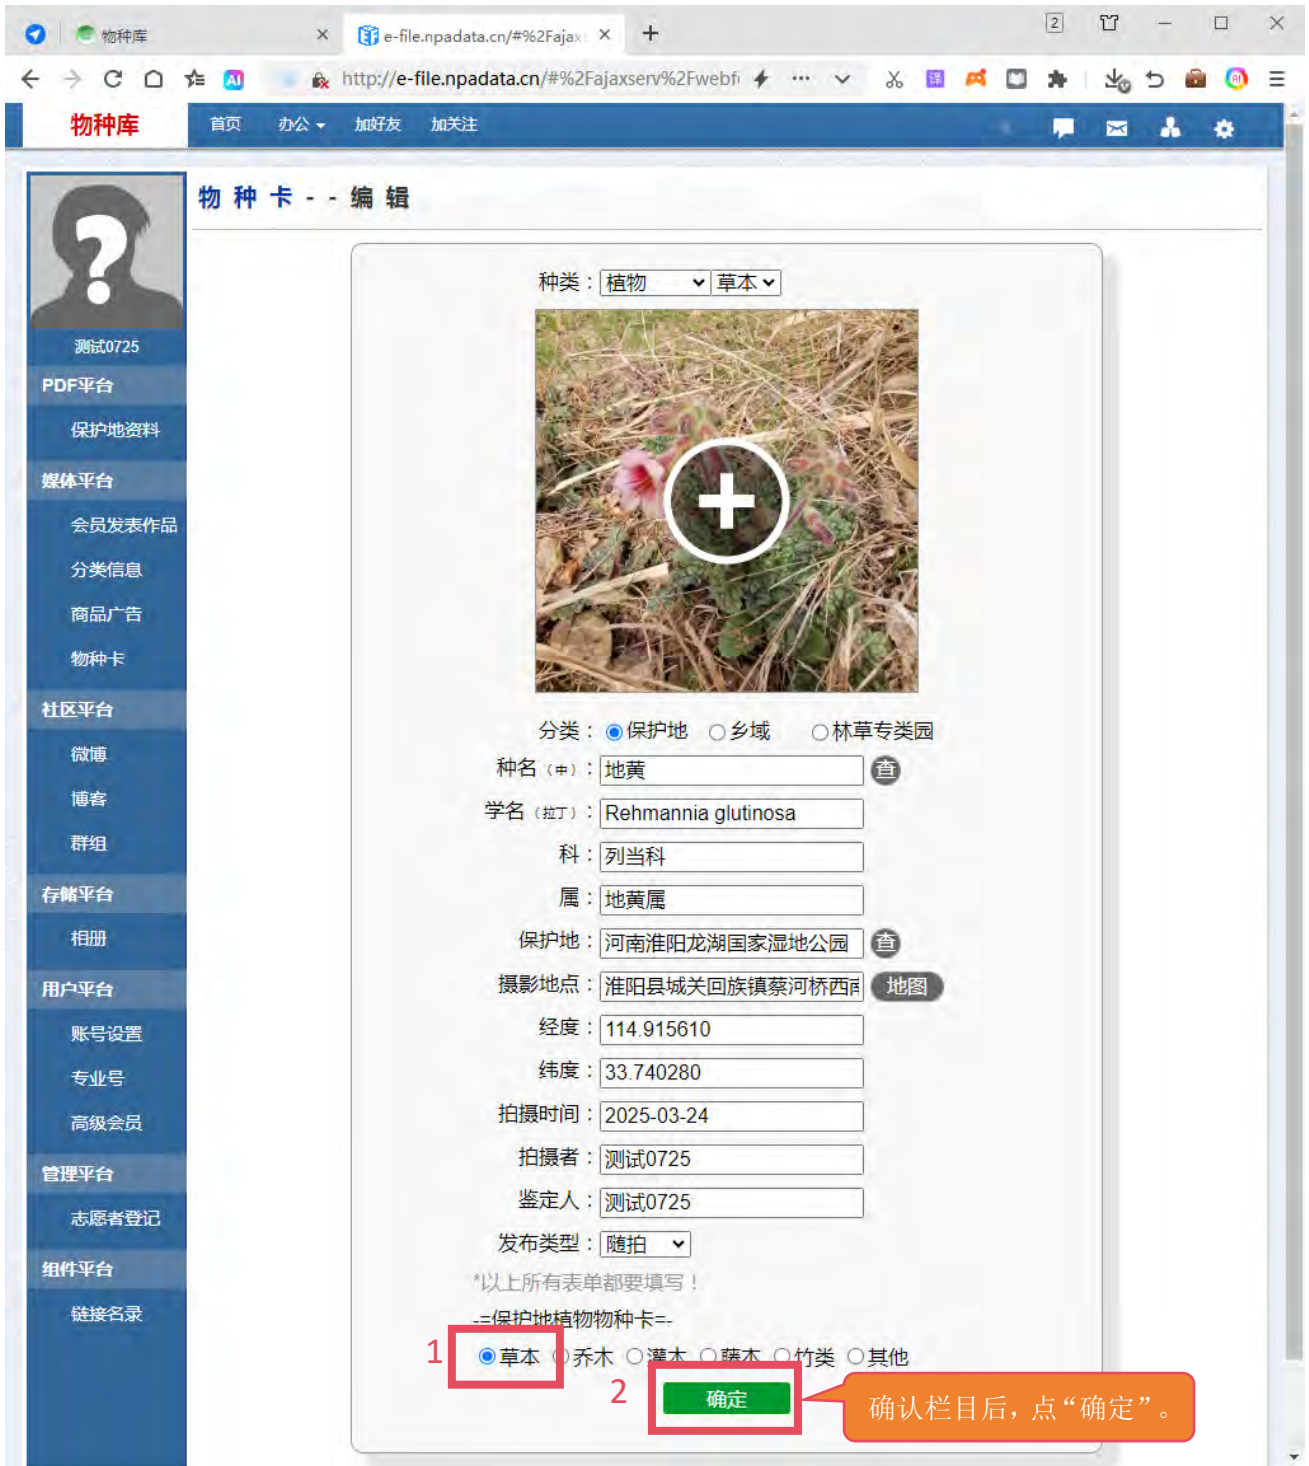 物种库
e-file.npadata.cn/#%2Fajax
2
AI
http://e-file.npadata.cn/#%2Fajaxserv%2Fwebf
译
物种库
首页 办公 加好友 加关注
物种卡--编辑
测试0725
PDF平台
保护地资料
媒体平台
会员发表作品
分类信息
商品广告
物种卡
社区平台
微博
博客
群组
存储平台
相册
用户平台
账号设置
专业号
高级会员
管理平台
志愿者登记
组件平台
链接名录
种类： 植物 草本
分类： 保护地 乡域 林草专类园
种名（中）： 地黄 查
学名（拉丁）： Rehmannia glutinosa
科： 列当科
属： 地黄属
保护地： 河南淮阳龙湖国家湿地公园 查
摄影地点： 淮阳县城关回族镇蔡河桥西南 地图
经度： 114.915610
纬度： 33.740280
拍摄时间： 2025-03-24
拍摄者： 测试0725
鉴定人： 测试0725
发布类型： 随拍
*以上所有表单都要填写！
-=保护地植物物种卡=-
1 草本 乔木 灌木 藤本 竹类 其他
2 确定
确认栏目后，点“确定”。